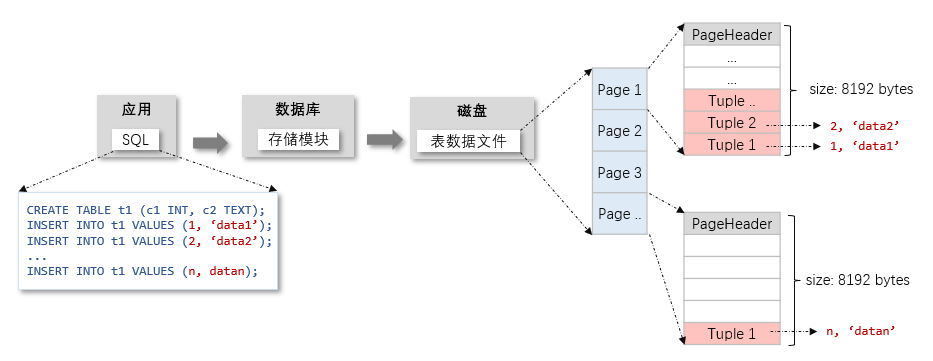 应用
SQL
数据库
存储模块
磁盘
表数据文件
CREATE TABLE t1 (c1 INT, c2 TEXT);
INSERT INTO t1 VALUES (1, ‘data1’);
INSERT INTO t1 VALUES (2, ‘data2’);
...
INSERT INTO t1 VALUES (n, datan);
Page 1
Page 2
Page 3
Page ..
PageHeader
...
...
Tuple ..
Tuple 2
Tuple 1
size: 8192 bytes
2, ‘data2’
1, ‘data1’
PageHeader
Tuple 1
size: 8192 bytes
n, ‘datan’